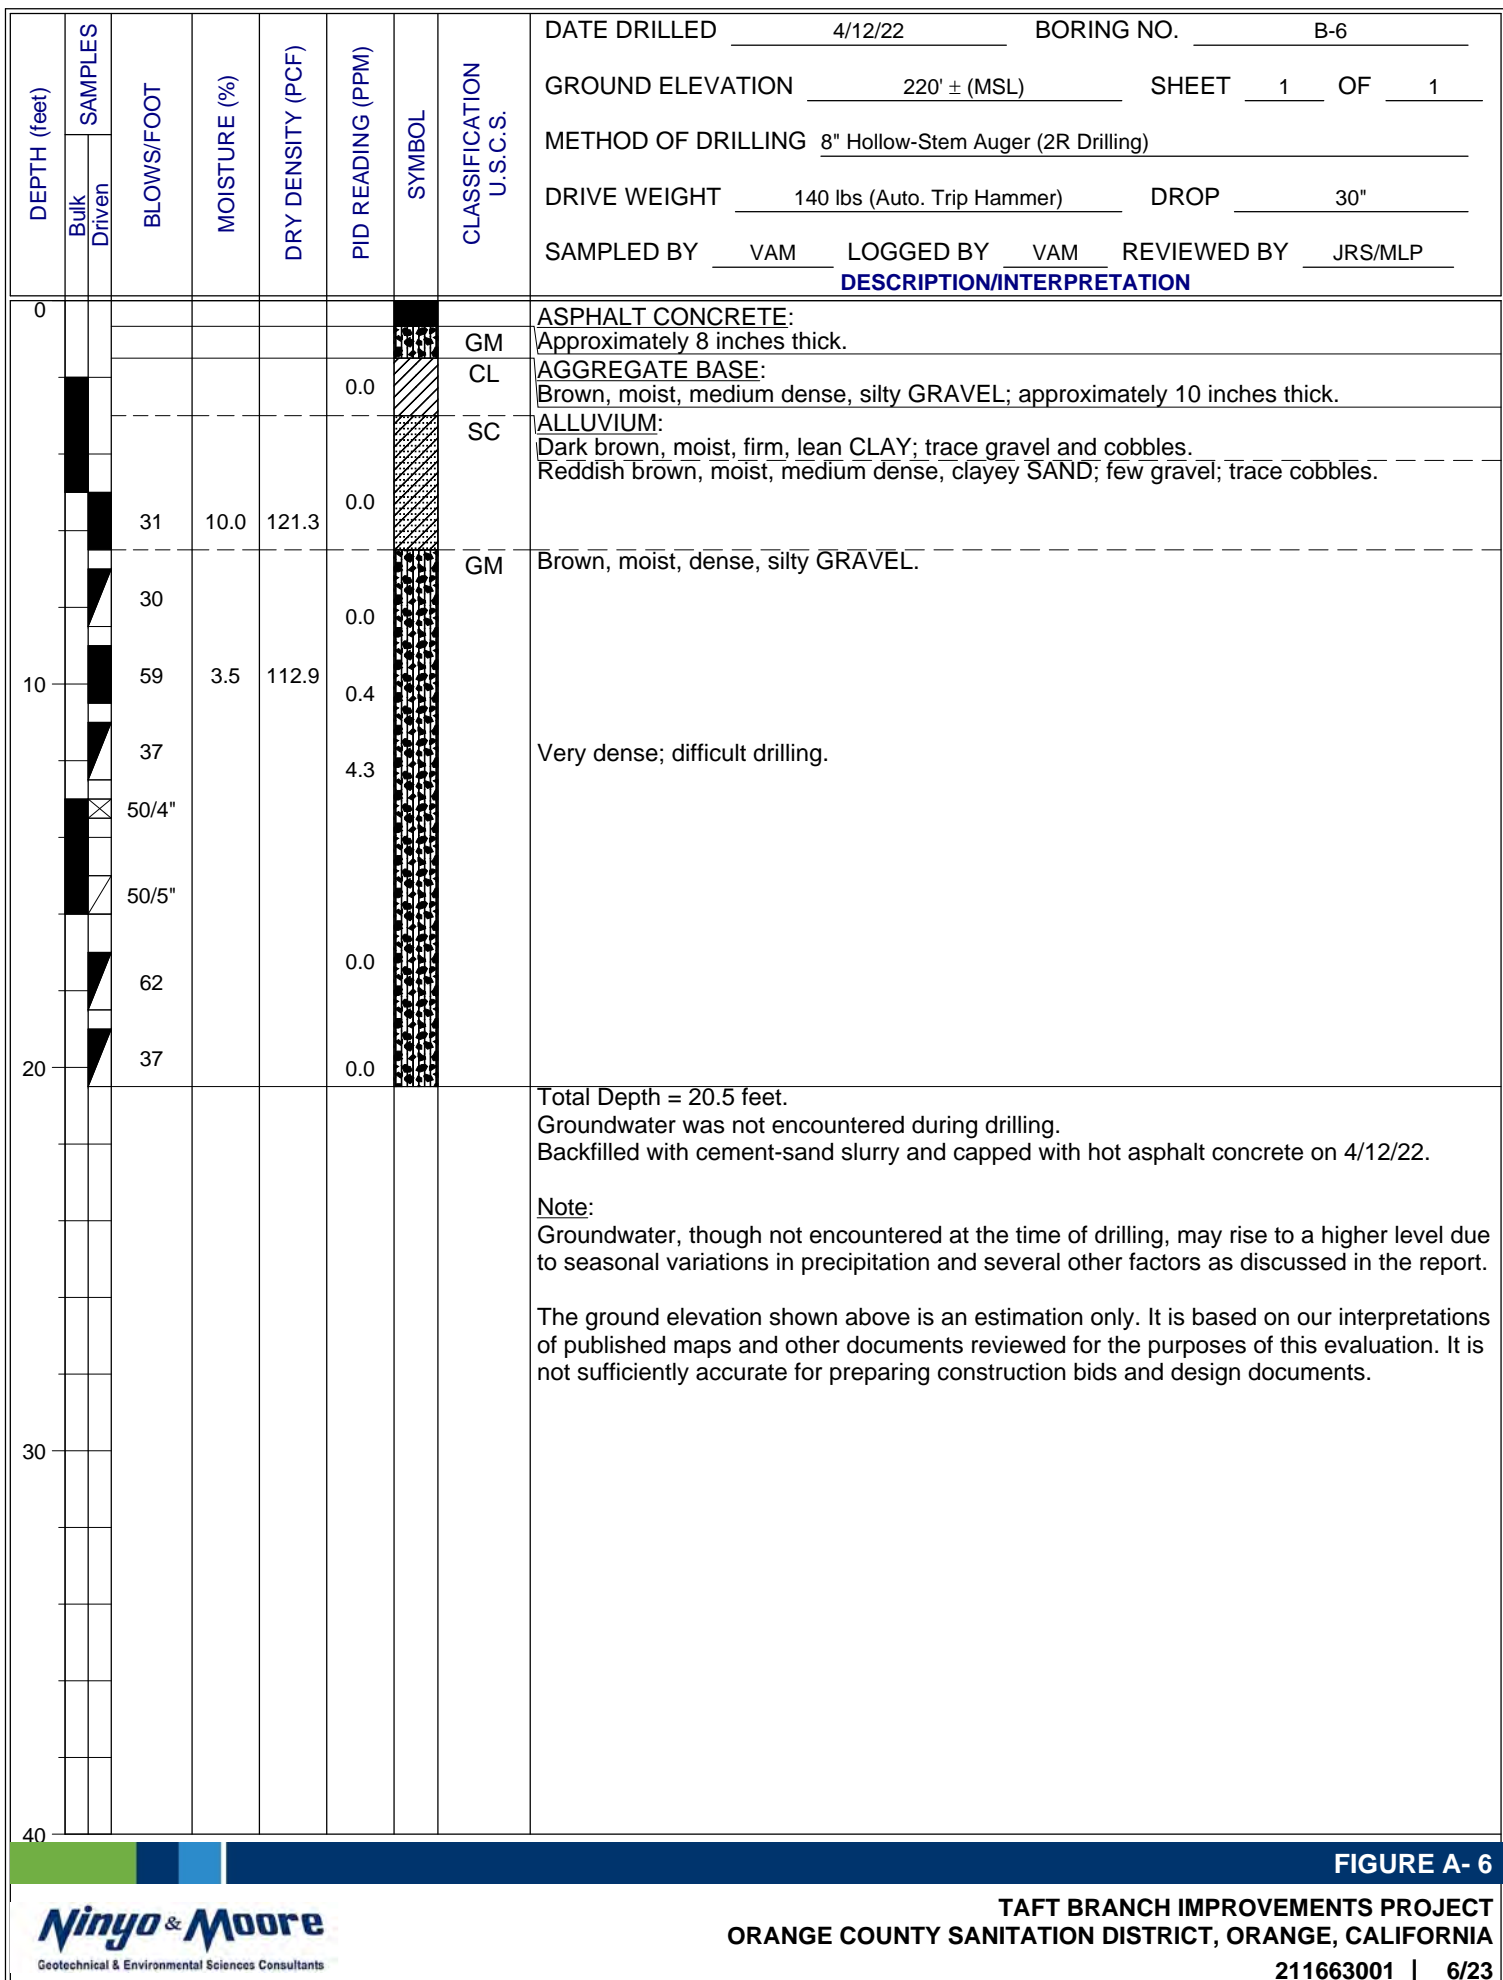 DEPTH (feet)
SAMPLES
Bulk
Driven
BLOWS/FOOT
MOISTURE (%)
DRY DENSITY (PCF)
PID READING (PPM)
SYMBOL
CLASSIFICATION
U.S.C.S.
DATE DRILLED 4/12/22 BORING NO. B-6
GROUND ELEVATION 220' ± (MSL) SHEET 1 OF 1
METHOD OF DRILLING 8" Hollow-Stem Auger (2R Drilling)
DRIVE WEIGHT 140 lbs (Auto. Trip Hammer) DROP 30"
SAMPLED BY VAM LOGGED BY VAM REVIEWED BY JRS/MLP
DESCRIPTION/INTERPRETATION
0
ASPHALT CONCRETE:
GM Approximately 8 inches thick.
CL AGGREGATE BASE:
0.0 Brown, moist, medium dense, silty GRAVEL; approximately 10 inches thick.
SC ALLUVIUM:
Dark brown, moist, firm, lean CLAY; trace gravel and cobbles.
Reddish brown, moist, medium dense, clayey SAND; few gravel; trace cobbles.
31 10.0 121.3 0.0
GM Brown, moist, dense, silty GRAVEL.
30 0.0
10 59 3.5 112.9 0.4
37 4.3 Very dense; difficult drilling.
50/4"
50/5"
62 0.0
20 37 0.0
Total Depth = 20.5 feet.
Groundwater was not encountered during drilling.
Backfilled with cement-sand slurry and capped with hot asphalt concrete on 4/12/22.
Note:
Groundwater, though not encountered at the time of drilling, may rise to a higher level due
to seasonal variations in precipitation and several other factors as discussed in the report.
The ground elevation shown above is an estimation only. It is based on our interpretations
of published maps and other documents reviewed for the purposes of this evaluation. It is
not sufficiently accurate for preparing construction bids and design documents.
30
40
FIGURE A- 6
Ninyo & Moore
Geotechnical & Environmental Sciences Consultants
TAFT BRANCH IMPROVEMENTS PROJECT
ORANGE COUNTY SANITATION DISTRICT, ORANGE, CALIFORNIA
211663001 | 6/23